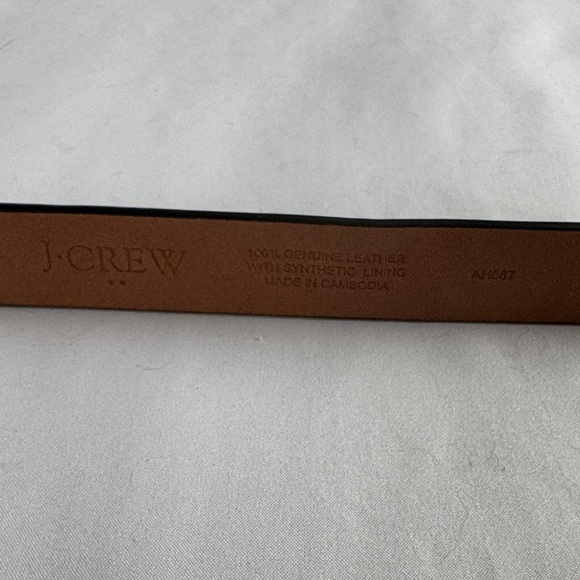 J·CREW
100% GENUINE LEATHER
WITH SYNTHETIC LINING
MADE IN CAMBODIA
AH567